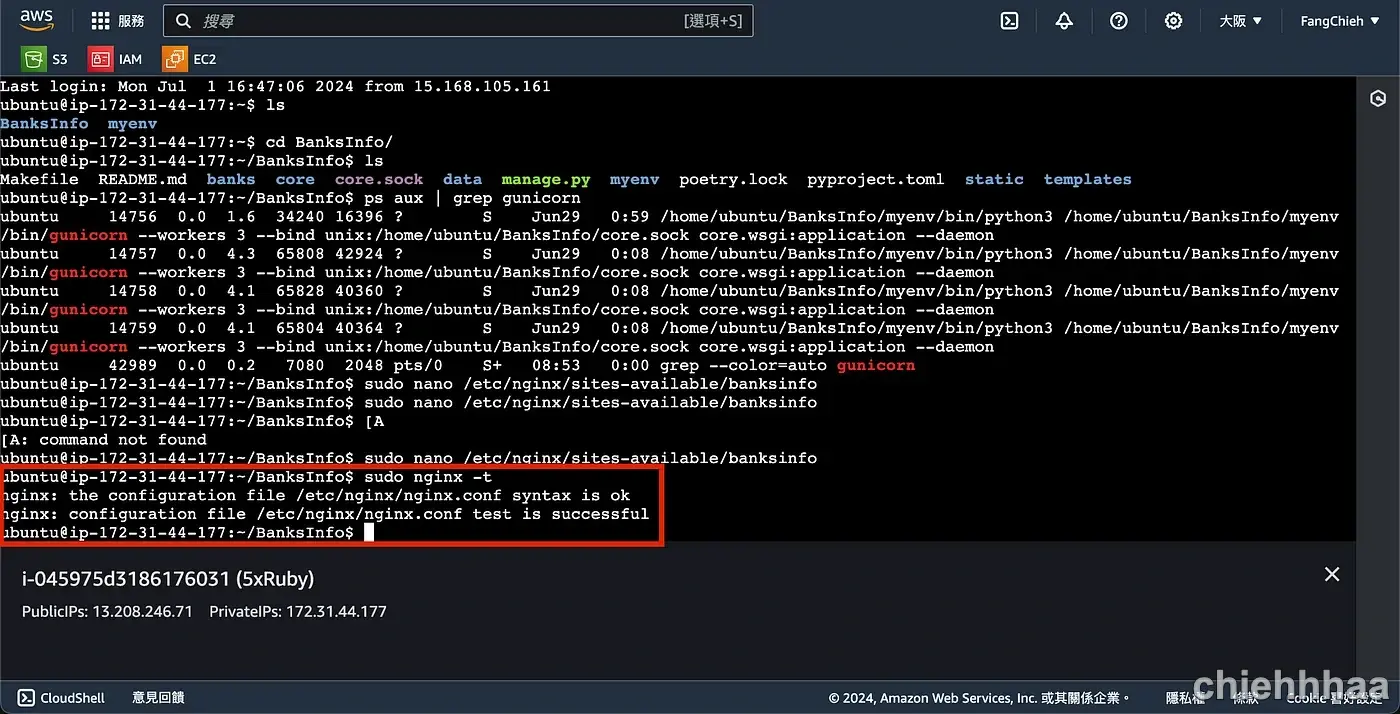 aws
服務
搜尋
[選項+S]
大阪 ▼
FangChieh ▼
S3
IAM
EC2
Last login: Mon Jul  1 16:47:06 2024 from 15.168.105.161
ubuntu@ip-172-31-44-177:~$ ls
BanksInfo  myenv
ubuntu@ip-172-31-44-177:~$ cd BanksInfo/
ubuntu@ip-172-31-44-177:~/BanksInfo$ ls
Makefile  README.md  banks  core  core.sock  data  manage.py  myenv  poetry.lock  pyproject.toml  static  templates
ubuntu@ip-172-31-44-177:~/BanksInfo$ ps aux | grep gunicorn
ubuntu     14756  0.0  1.6  34240 16396 ?        S    Jun29   0:59 /home/ubuntu/BanksInfo/myenv/bin/python3 /home/ubuntu/BanksInfo/myenv
/bin/gunicorn --workers 3 --bind unix:/home/ubuntu/BanksInfo/core.sock core.wsgi:application --daemon
ubuntu     14757  0.0  4.3  65808 42924 ?        S    Jun29   0:08 /home/ubuntu/BanksInfo/myenv/bin/python3 /home/ubuntu/BanksInfo/myenv
/bin/gunicorn --workers 3 --bind unix:/home/ubuntu/BanksInfo/core.sock core.wsgi:application --daemon
ubuntu     14758  0.0  4.1  65828 40360 ?        S    Jun29   0:08 /home/ubuntu/BanksInfo/myenv/bin/python3 /home/ubuntu/BanksInfo/myenv
/bin/gunicorn --workers 3 --bind unix:/home/ubuntu/BanksInfo/core.sock core.wsgi:application --daemon
ubuntu     14759  0.0  4.1  65804 40364 ?        S    Jun29   0:08 /home/ubuntu/BanksInfo/myenv/bin/python3 /home/ubuntu/BanksInfo/myenv
/bin/gunicorn --workers 3 --bind unix:/home/ubuntu/BanksInfo/core.sock core.wsgi:application --daemon
ubuntu     42989  0.0  0.2   7080  2048 pts/0    S+   08:53   0:00 grep --color=auto gunicorn
ubuntu@ip-172-31-44-177:~/BanksInfo$ sudo nano /etc/nginx/sites-available/banksinfo
ubuntu@ip-172-31-44-177:~/BanksInfo$ sudo nano /etc/nginx/sites-available/banksinfo
ubuntu@ip-172-31-44-177:~/BanksInfo$ [A
[A: command not found
ubuntu@ip-172-31-44-177:~/BanksInfo$ sudo nano /etc/nginx/sites-available/banksinfo
ubuntu@ip-172-31-44-177:~/BanksInfo$ sudo nginx -t
nginx: the configuration file /etc/nginx/nginx.conf syntax is ok
nginx: configuration file /etc/nginx/nginx.conf test is successful
ubuntu@ip-172-31-44-177:~/BanksInfo$
i-045975d3186176031 (5xRuby)
PublicIPs: 13.208.246.71  PrivateIPs: 172.31.44.177
CloudShell
意見回饋
© 2024, Amazon Web Services, Inc. 或其關係企業。
隱私權
條款
Cookie 喜好設定
chiehhhaa